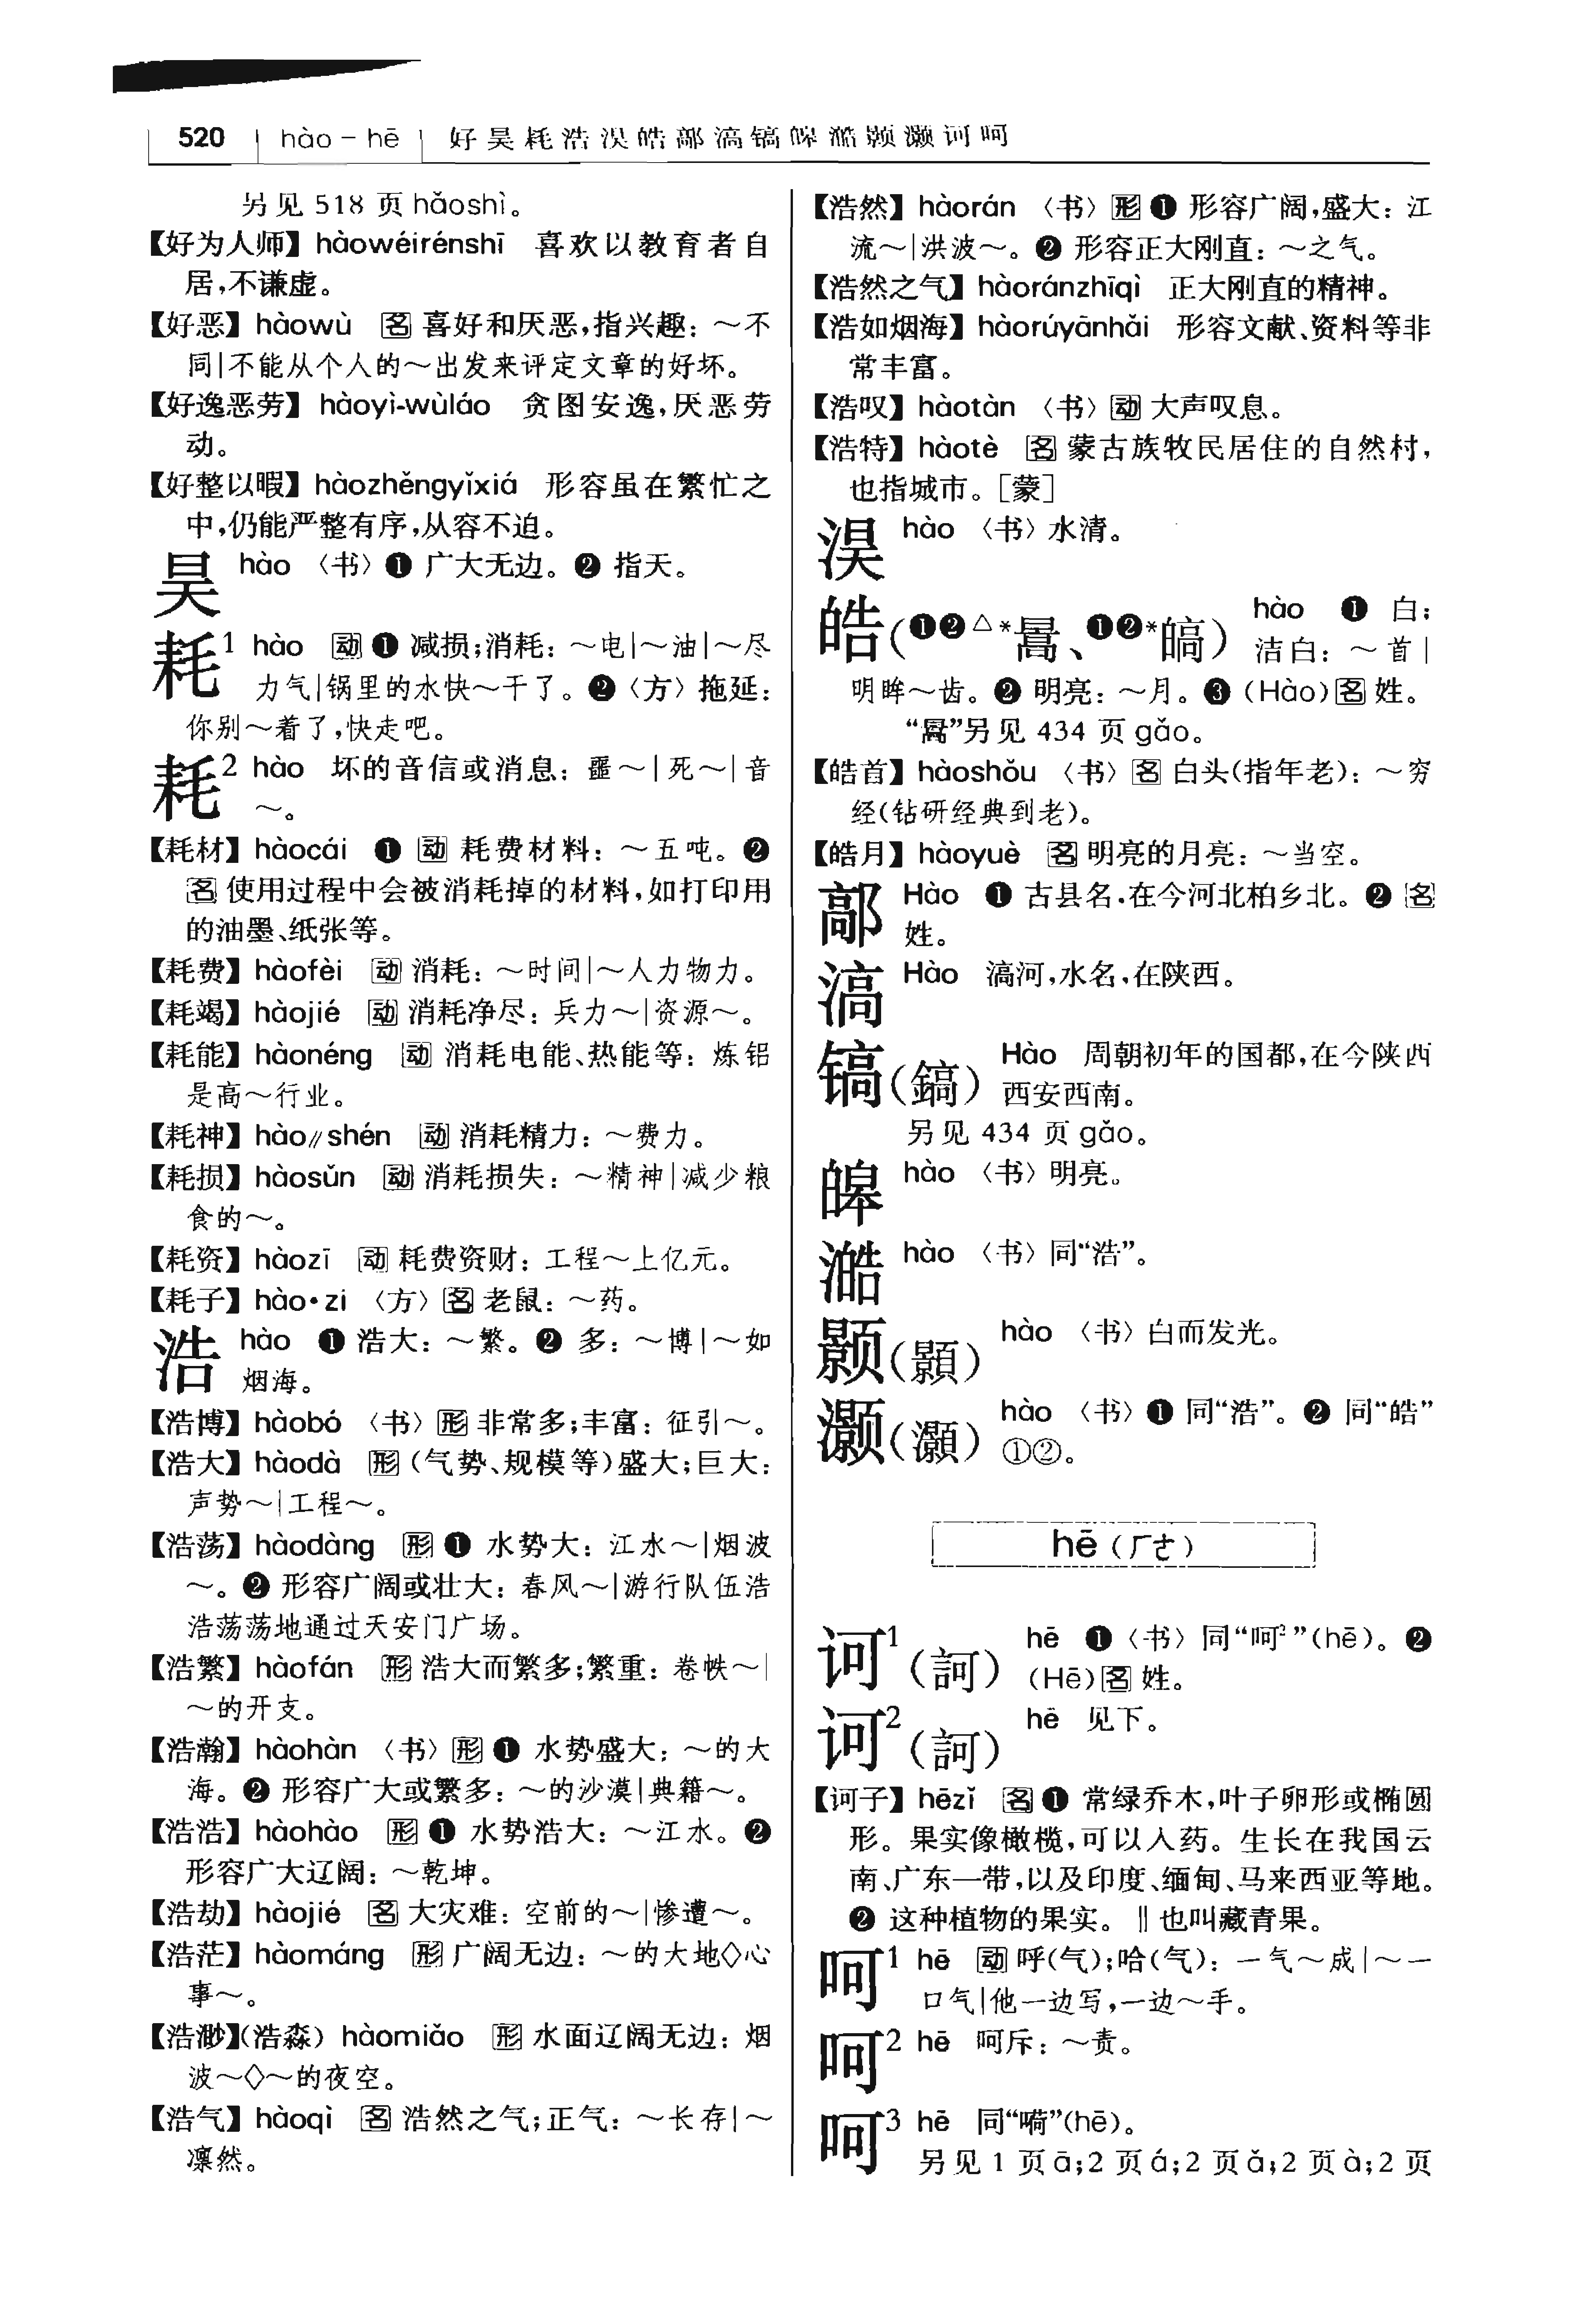 520 hào－hē 好昊耗浩淏皓鄗滈镐皞澔颢灏诃呵
另见 518 页 hǎoshì。
【好为人师】hàowéirénshī 喜欢以教育者自
居,不谦虚。
【好恶】hàowù 名 喜好和厌恶,指兴趣：～不
同|不能从个人的～出发来评定文章的好坏。
【好逸恶劳】hàoyì-wùláo 贪图安逸,厌恶劳
动。
【好整以暇】hàozhěngyǐxiá 形容虽在繁忙之
中,仍能严整有序,从容不迫。
昊 hào 〈书〉❶ 广大无边。❷ 指天。
耗1 hào 动 ❶ 减损;消耗：～电|～油|～尽
力气|锅里的水快～干了。❷〈方〉拖延：
你别～着了,快走吧。
耗2 hào 坏的音信或消息：噩～|死～|音
～。
【耗材】hàocái ❶ 动 耗费材料：～五吨。❷
名 使用过程中会被消耗掉的材料,如打印用
的油墨、纸张等。
【耗费】hàofèi 动 消耗：～时间|～人力物力。
【耗竭】hàojié 动 消耗净尽：兵力～|资源～。
【耗能】hàonéng 动 消耗电能、热能等：炼铝
是高～行业。
【耗神】hào∥shén 动 消耗精力：～费力。
【耗损】hàosǔn 动 消耗损失：～精神|减少粮
食的～。
【耗资】hàozī 动 耗费资财：工程～上亿元。
【耗子】hào•zi 〈方〉名 老鼠：～药。
浩 hào ❶ 浩大：～繁。❷ 多：～博|～如
烟海。
【浩博】hàobó 〈书〉形 非常多;丰富：征引～。
【浩大】hàodà 形 (气势、规模等)盛大;巨大：
声势～|工程～。
【浩荡】hàodàng 形 ❶ 水势大：江水～|烟波
～。❷ 形容广阔或壮大：春风～|游行队伍浩
浩荡荡地通过天安门广场。
【浩繁】hàofán 形 浩大而繁多;繁重：卷帙～|
～的开支。
【浩瀚】hàohàn 〈书〉形 ❶ 水势盛大：～的大
海。❷ 形容广大或繁多：～的沙漠|典籍～。
【浩浩】hàohào 形 ❶ 水势浩大：～江水。❷
形容广大辽阔：～乾坤。
【浩劫】hàojié 名 大灾难：空前的～|惨遭～。
【浩茫】hàománg 形 广阔无边：～的大地◇心
事～。
【浩渺】(浩淼) hàomiǎo 形 水面辽阔无边：烟
波～◇～的夜空。
【浩气】hàoqì 名 浩然之气;正气：～长存|～
凛然。
【浩然】hàorán 〈书〉形 ❶ 形容广阔,盛大：江
流～|洪波～。❷ 形容正大刚直：～之气。
【浩然之气】hàoránzhīqì 正大刚直的精神。
【浩如烟海】hàorúyānhǎi 形容文献、资料等非
常丰富。
【浩叹】hàotàn 〈书〉动 大声叹息。
【浩特】hàotè 名 蒙古族牧民居住的自然村,
也指城市。[蒙]
淏 hào 〈书〉水清。
皓(❶❷△*暠、❶❷*皜) hào ❶ 白;
洁白：～首|
明眸～齿。❷ 明亮：～月。❸ (Hào)名 姓。
“暠”另见 434 页 gǎo。
【皓首】hàoshǒu 〈书〉名 白头(指年老)：～穷
经(钻研经典到老)。
【皓月】hàoyuè 名 明亮的月亮：～当空。
鄗 Hào ❶ 古县名,在今河北柏乡北。❷ 名
姓。
滈 Hào 滈河,水名,在陕西。
镐(鎬) Hào 周朝初年的国都,在今陕西
西安西南。
另见 434 页 gǎo。
皞 hào 〈书〉明亮。
澔 hào 〈书〉同“浩”。
颢(顥) hào 〈书〉白而发光。
灏(灝) hào 〈书〉❶ 同“浩”。❷ 同“皓”
①②。
hē (ㄏㄜ)
诃1(訶) hē ❶〈书〉同“呵2”(hē)。❷
(Hē)名 姓。
诃2(訶) hē 见下。
【诃子】hēzǐ 名 ❶ 常绿乔木,叶子卵形或椭圆
形。果实像橄榄,可以入药。生长在我国云
南、广东一带,以及印度、缅甸、马来西亚等地。
❷ 这种植物的果实。‖也叫藏青果。
呵1 hē 动 呼(气);哈(气)：一气～成|～一
口气|他一边写,一边～手。
呵2 hē 呵斥：～责。
呵3 hē 同“嗬”(hē)。
另见 1 页 ā;2 页 á;2 页 ǎ;2 页 à;2 页